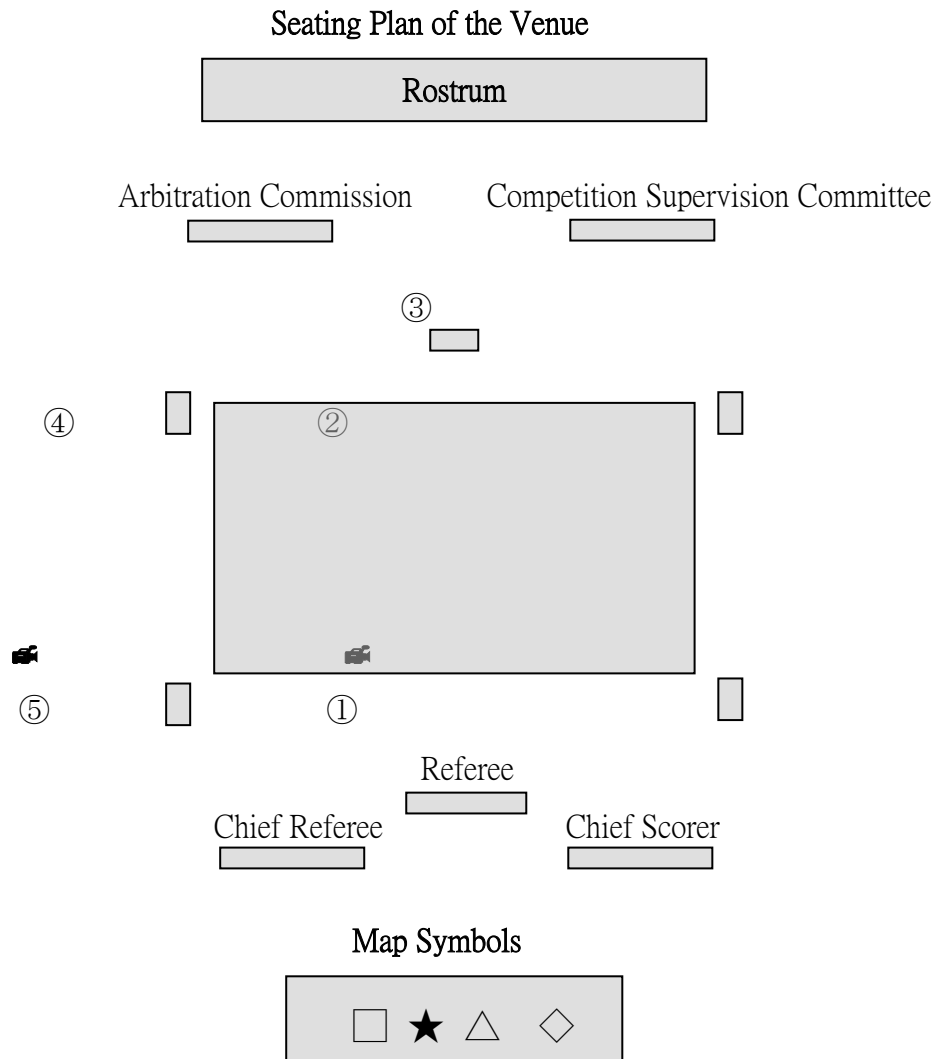 Seating Plan of the Venue
Rostrum
Arbitration Commission Competition Supervision Committee
③
④ ②
⑤ ①
Referee
Chief Referee Chief Scorer
Map Symbols
□ ★ △ ◇